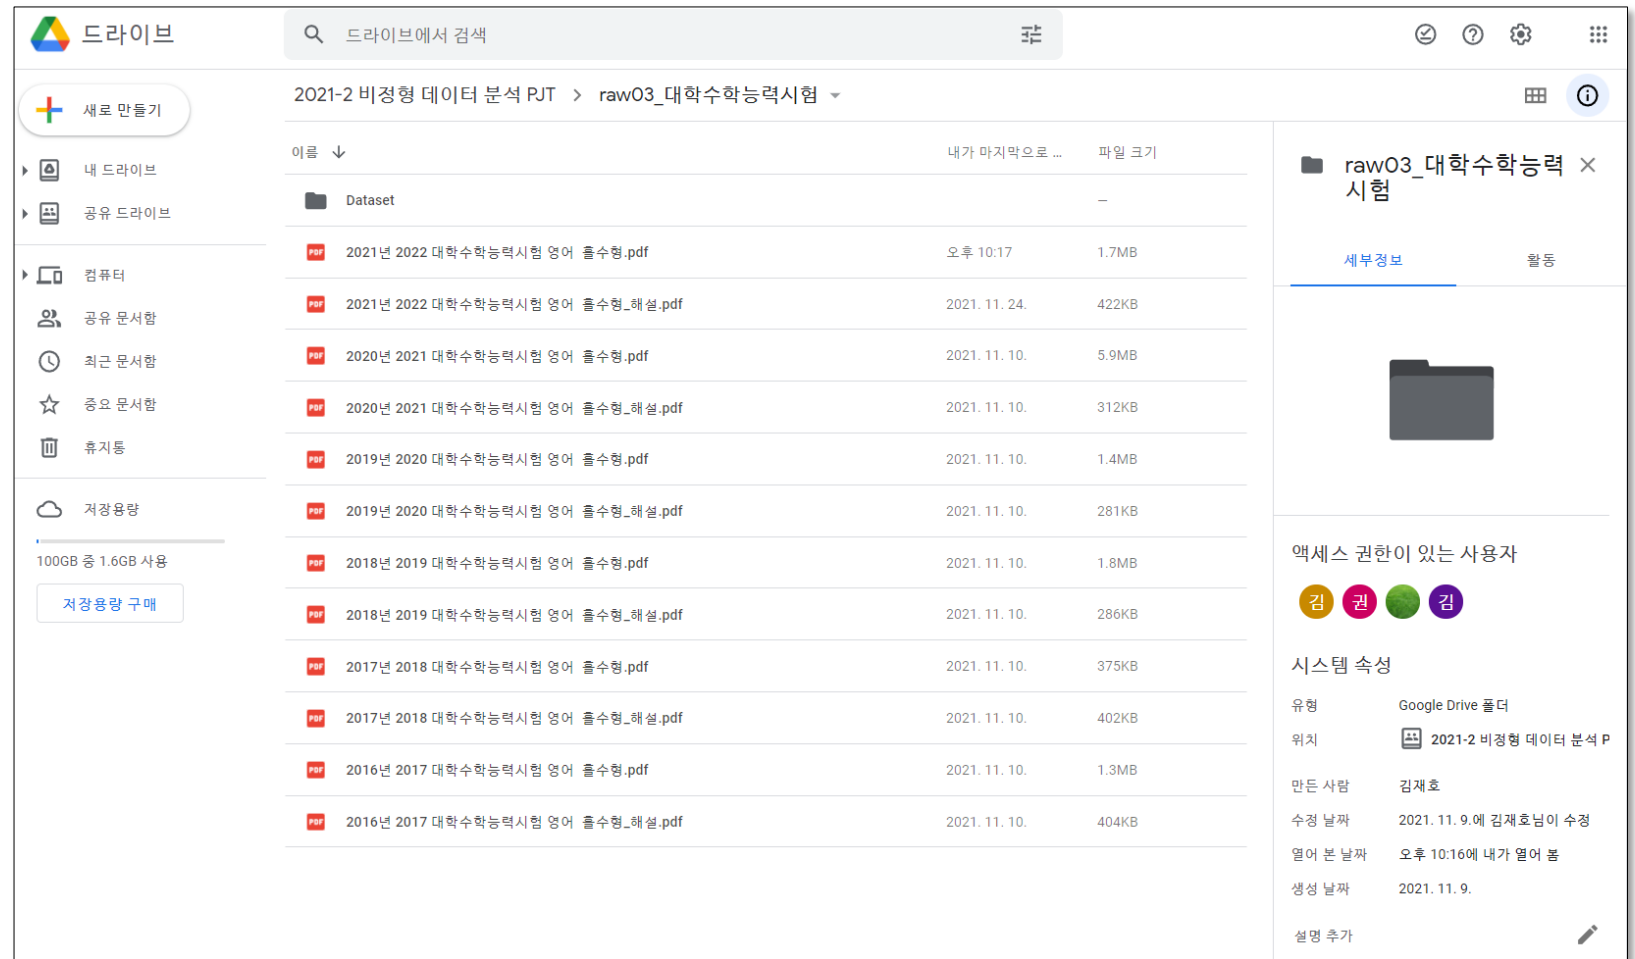 드라이브
드라이브에서 검색
새로 만들기
내 드라이브
공유 드라이브
컴퓨터
공유 문서함
최근 문서함
중요 문서함
휴지통
저장용량
100GB 중 1.6GB 사용
저장용량 구매
2021-2 비정형 데이터 분석 PJT > raw03_대학수학능력시험
이름 내가 마지막으로 ... 파일 크기
Dataset –
PDF 2021년 2022 대학수학능력시험 영어 홀수형.pdf 오후 10:17 1.7MB
PDF 2021년 2022 대학수학능력시험 영어 홀수형_해설.pdf 2021. 11. 24. 422KB
PDF 2020년 2021 대학수학능력시험 영어 홀수형.pdf 2021. 11. 10. 5.9MB
PDF 2020년 2021 대학수학능력시험 영어 홀수형_해설.pdf 2021. 11. 10. 312KB
PDF 2019년 2020 대학수학능력시험 영어 홀수형.pdf 2021. 11. 10. 1.4MB
PDF 2019년 2020 대학수학능력시험 영어 홀수형_해설.pdf 2021. 11. 10. 281KB
PDF 2018년 2019 대학수학능력시험 영어 홀수형.pdf 2021. 11. 10. 1.8MB
PDF 2018년 2019 대학수학능력시험 영어 홀수형_해설.pdf 2021. 11. 10. 286KB
PDF 2017년 2018 대학수학능력시험 영어 홀수형.pdf 2021. 11. 10. 375KB
PDF 2017년 2018 대학수학능력시험 영어 홀수형_해설.pdf 2021. 11. 10. 402KB
PDF 2016년 2017 대학수학능력시험 영어 홀수형.pdf 2021. 11. 10. 1.3MB
PDF 2016년 2017 대학수학능력시험 영어 홀수형_해설.pdf 2021. 11. 10. 404KB
raw03_대학수학능력
시험
세부정보 활동
액세스 권한이 있는 사용자
김 권 김
시스템 속성
유형 Google Drive 폴더
위치 2021-2 비정형 데이터 분석 P
만든 사람 김재호
수정 날짜 2021. 11. 9.에 김재호님이 수정
열어 본 날짜 오후 10:16에 내가 열어 봄
생성 날짜 2021. 11. 9.
설명 추가